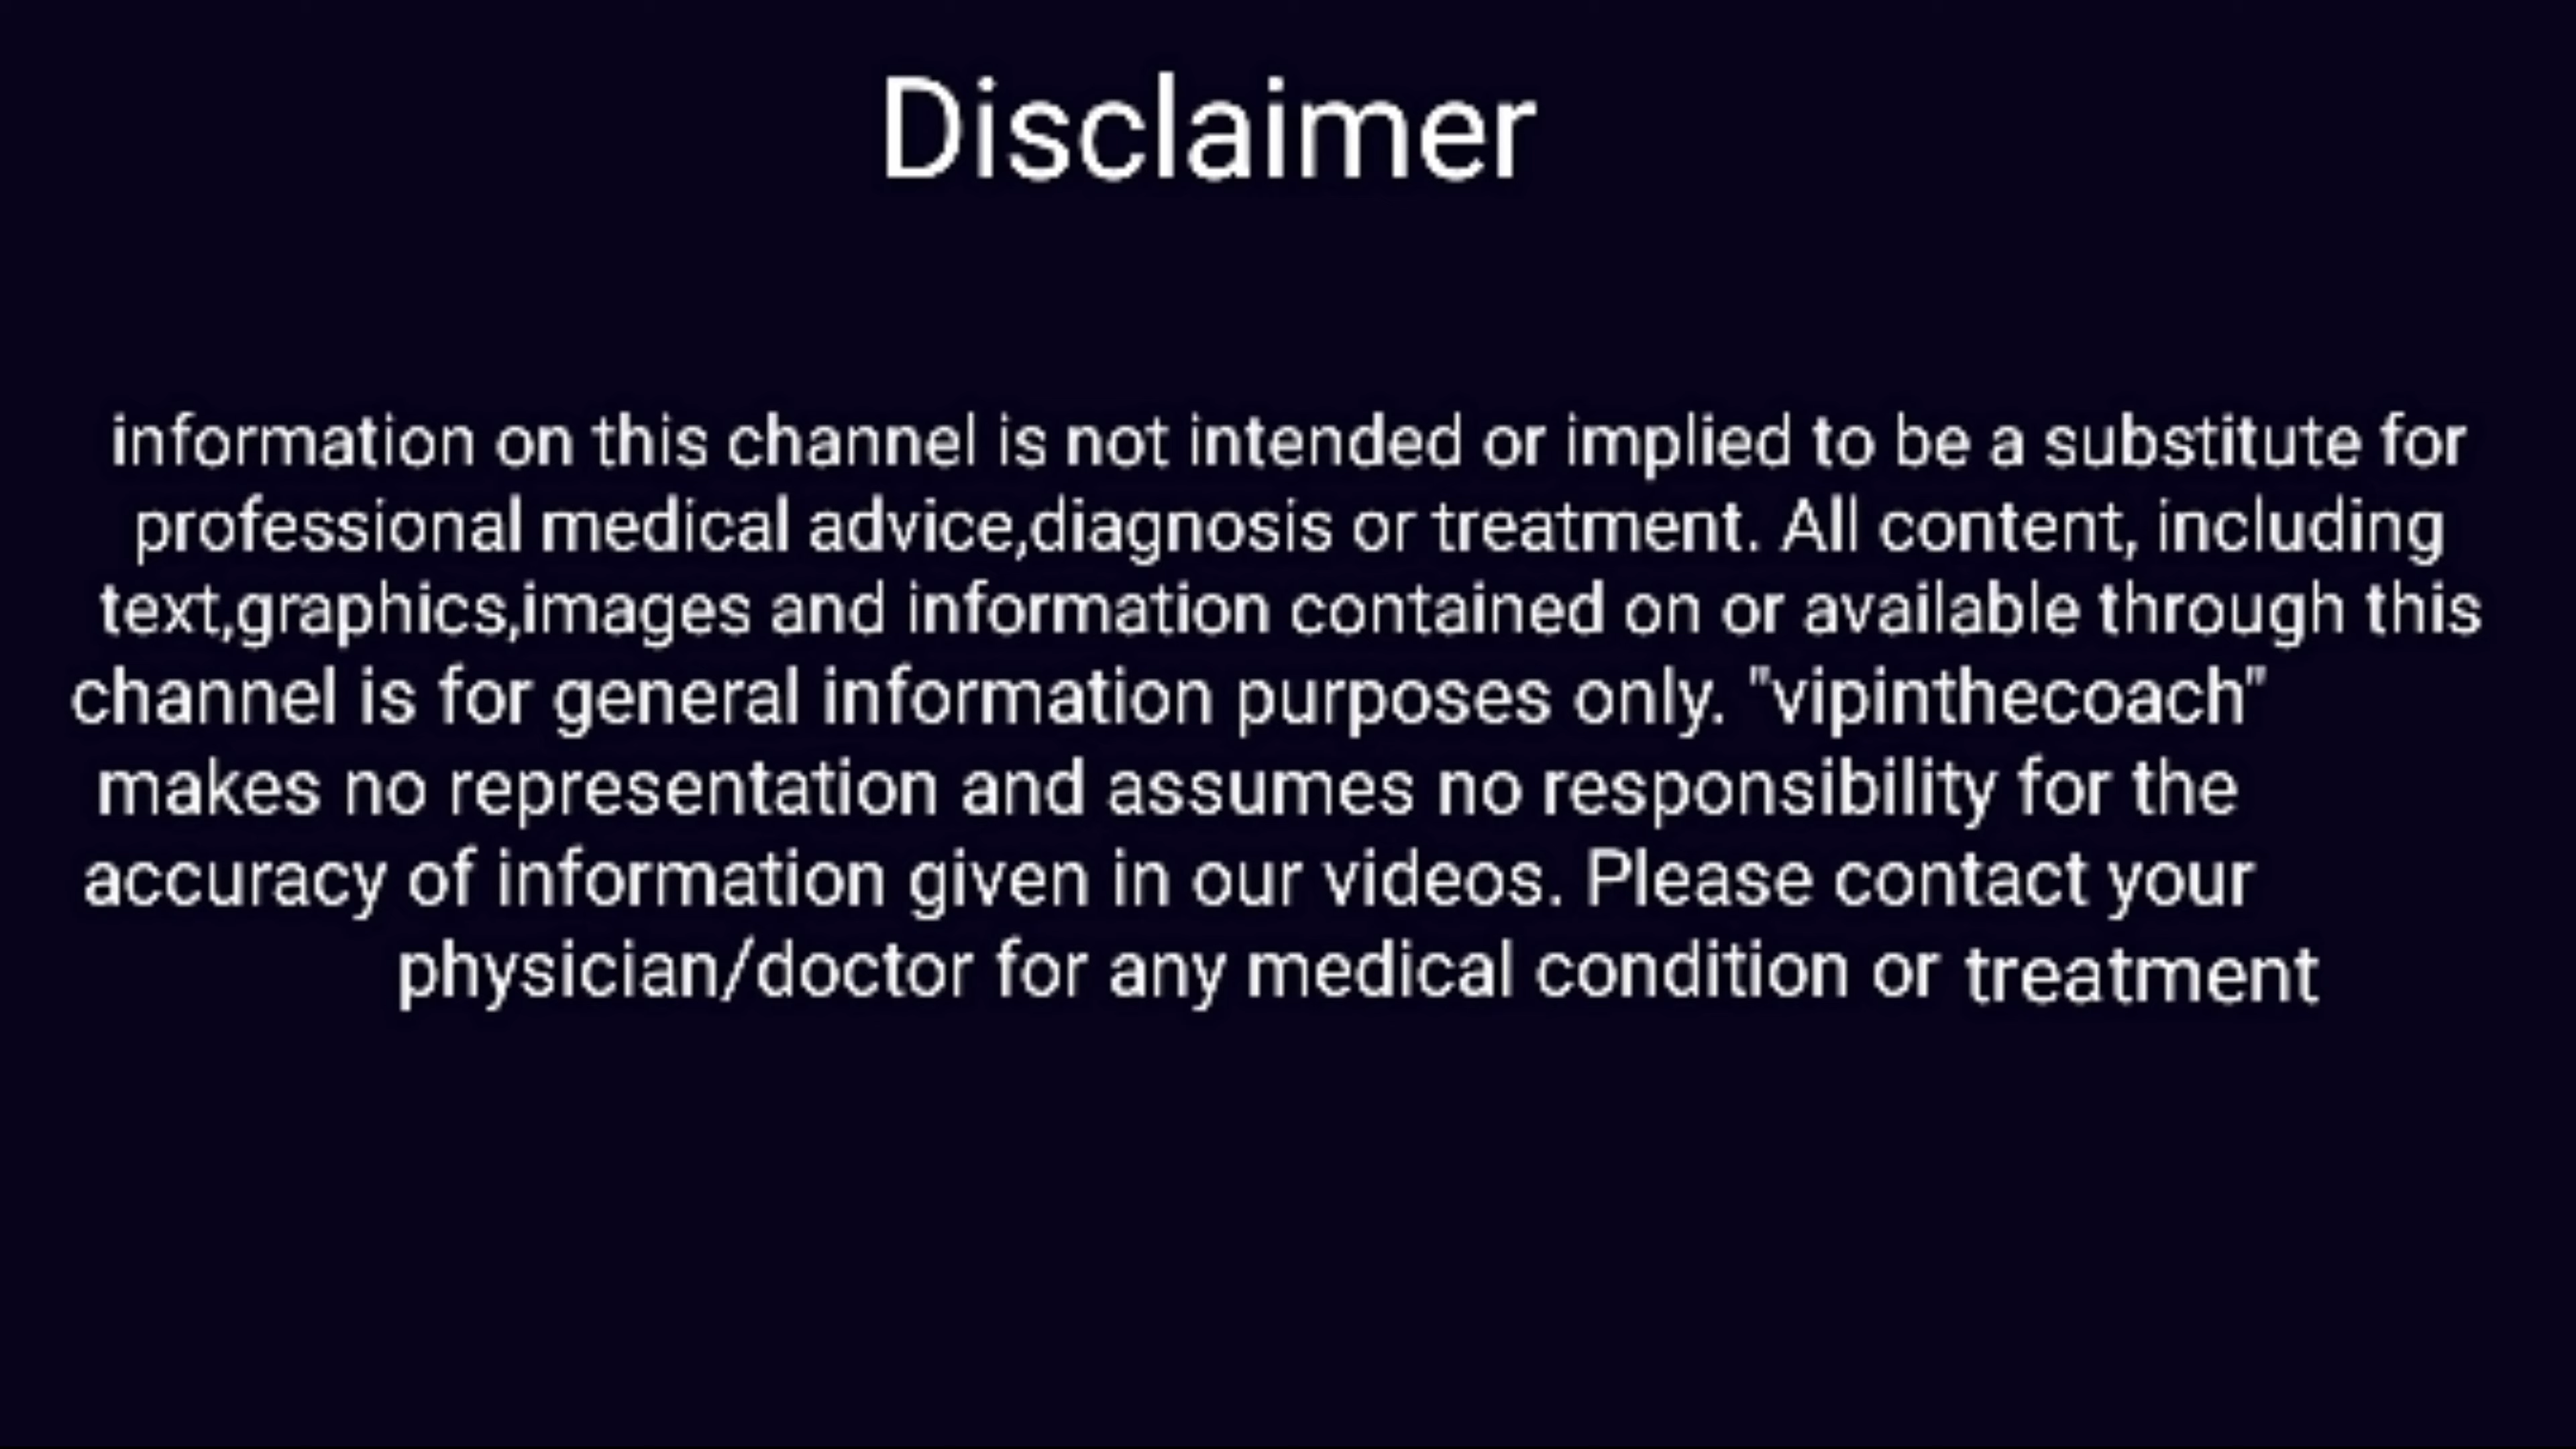 Disclaimer
information on this channel is not intended or implied to be a substitute for
professional medical advice,diagnosis or treatment. All content, including
text,graphics,images and information contained on or available through this
channel is for general information purposes only. "vipinthecoach"
makes no representation and assumes no responsibility for the
accuracy of information given in our videos. Please contact your
physician/doctor for any medical condition or treatment